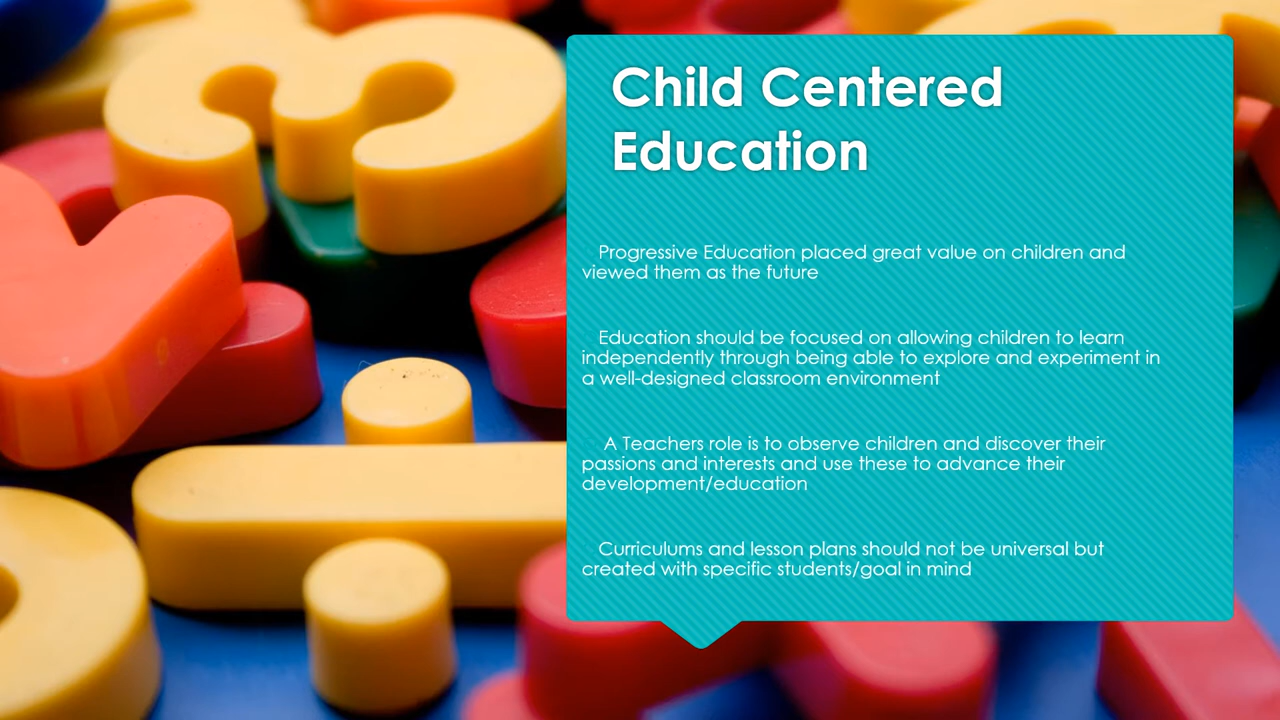 Child Centered
Education
Progressive Education placed great value on children and
viewed them as the future
Education should be focused on allowing children to learn
independently through being able to explore and experiment in
a well-designed classroom environment
A Teachers role is to observe children and discover their
passions and interests and use these to advance their
development/education
Curriculums and lesson plans should not be universal but
created with specific students/goal in mind